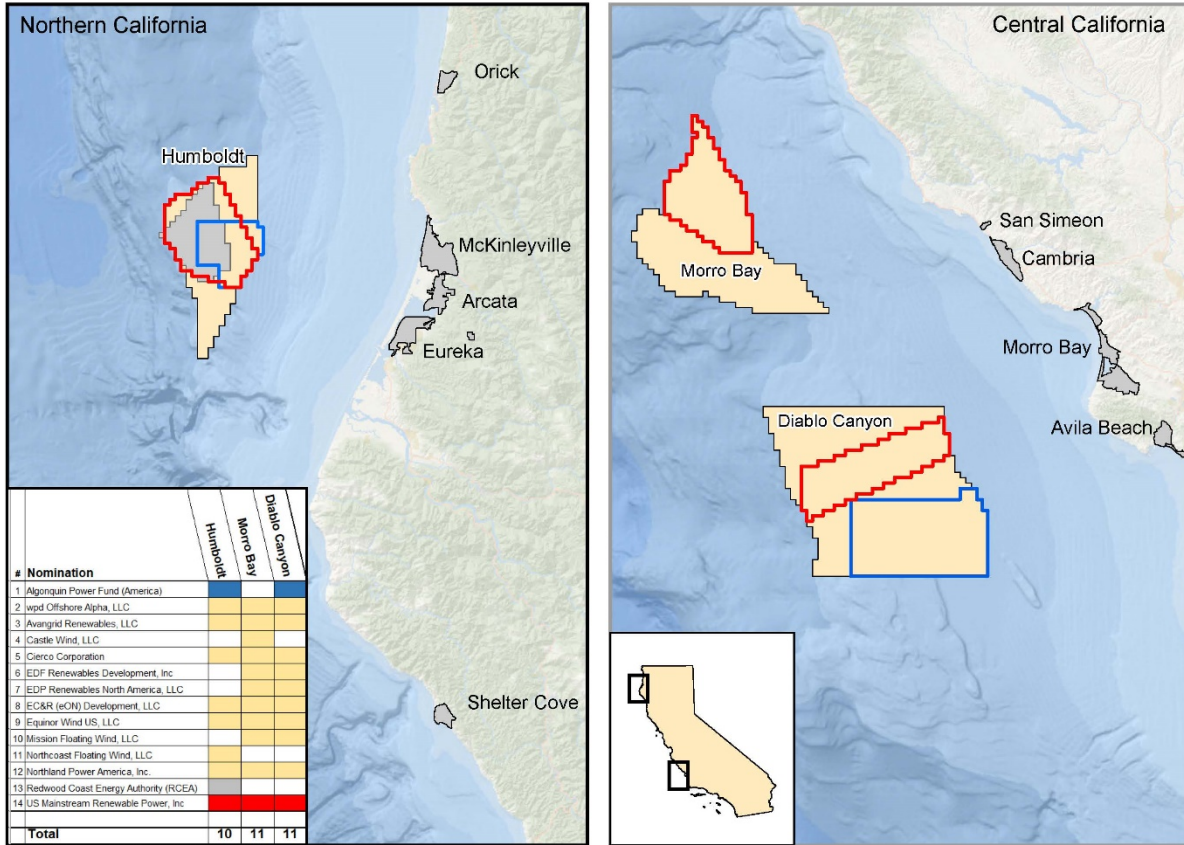 Northern California
Orick
Humboldt
McKinleyville
Arcata
Eureka
Shelter Cove
# Nomination Humboldt Morro Bay Diablo Canyon
1 Algonquin Power Fund (America)
2 wpd Offshore Alpha, LLC
3 Avangrid Renewables, LLC
4 Castle Wind, LLC
5 Cierco Corporation
6 EDF Renewables Development, Inc
7 EDP Renewables North America, LLC
8 EC&R (eON) Development, LLC
9 Equinor Wind US, LLC
10 Mission Floating Wind, LLC
11 Northcoast Floating Wind, LLC
12 Northland Power America, Inc.
13 Redwood Coast Energy Authority (RCEA)
14 US Mainstream Renewable Power, Inc
Total 10 11 11
Central California
San Simeon
Cambria
Morro Bay
Morro Bay
Diablo Canyon
Avila Beach